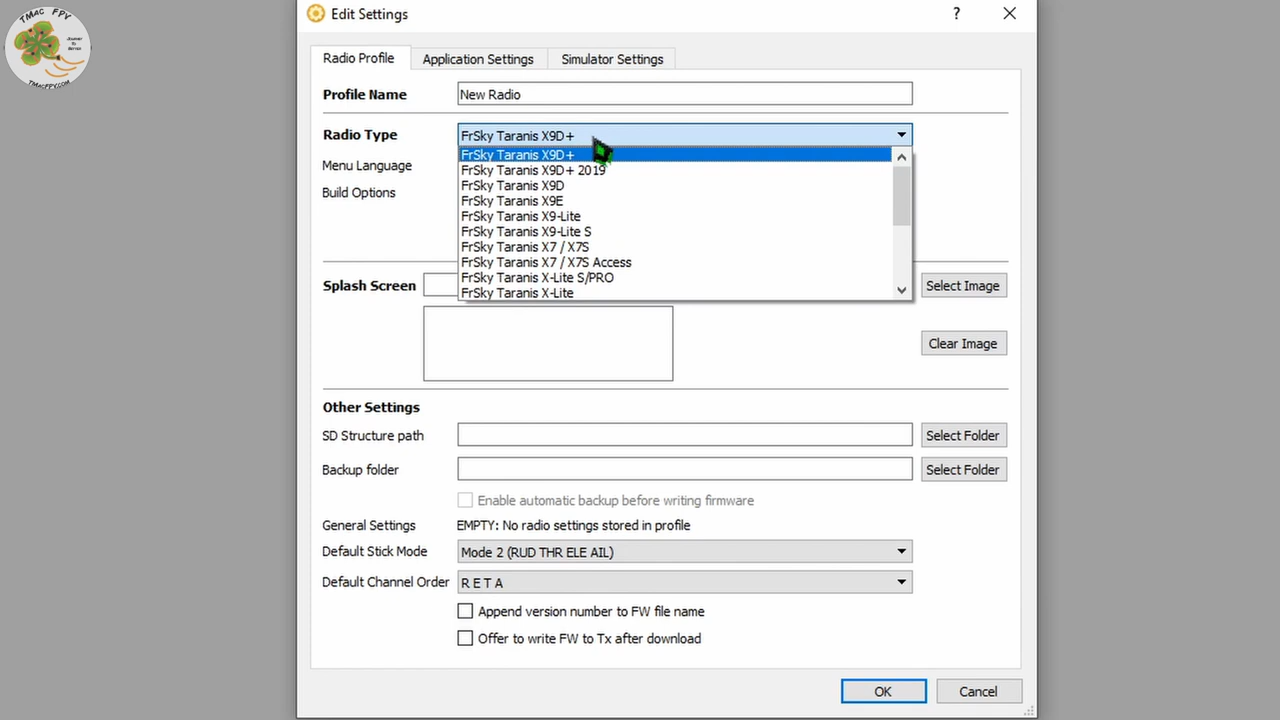 TMAC FPV
Journey
To
Better
TMACFPV.COM
Edit Settings
?
Radio Profile
Application Settings
Simulator Settings
Profile Name
New Radio
Radio Type
FrSky Taranis X9D+
Menu Language
Build Options
FrSky Taranis X9D+
FrSky Taranis X9D+ 2019
FrSky Taranis X9D
FrSky Taranis X9E
FrSky Taranis X9-Lite
FrSky Taranis X9-Lite S
FrSky Taranis X7 / X7S
FrSky Taranis X7 / X7S Access
FrSky Taranis X-Lite S/PRO
FrSky Taranis X-Lite
Splash Screen
Select Image
Clear Image
Other Settings
SD Structure path
Select Folder
Backup folder
Select Folder
Enable automatic backup before writing firmware
General Settings
EMPTY: No radio settings stored in profile
Default Stick Mode
Mode 2 (RUD THR ELE AIL)
Default Channel Order
R E T A
Append version number to FW file name
Offer to write FW to Tx after download
OK
Cancel